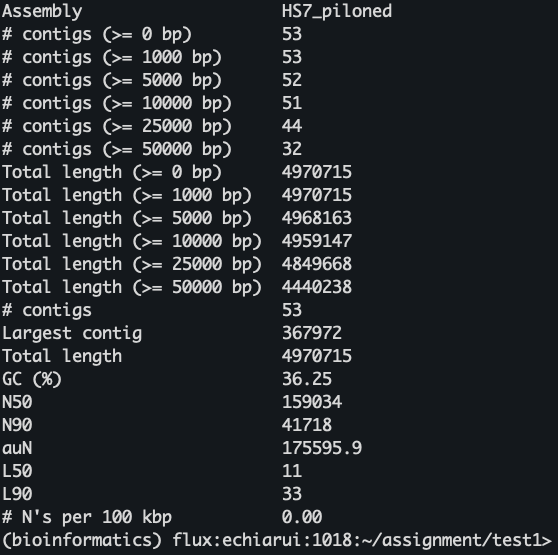 Assembly HS7_piloned
# contigs (>= 0 bp) 53
# contigs (>= 1000 bp) 53
# contigs (>= 5000 bp) 52
# contigs (>= 10000 bp) 51
# contigs (>= 25000 bp) 44
# contigs (>= 50000 bp) 32
Total length (>= 0 bp) 4970715
Total length (>= 1000 bp) 4970715
Total length (>= 5000 bp) 4968163
Total length (>= 10000 bp) 4959147
Total length (>= 25000 bp) 4849668
Total length (>= 50000 bp) 4440238
# contigs 53
Largest contig 367972
Total length 4970715
GC (%) 36.25
N50 159034
N90 41718
auN 175595.9
L50 11
L90 33
# N's per 100 kbp 0.00
(bioinformatics) flux:echiarui:1018:~/assignment/test1>